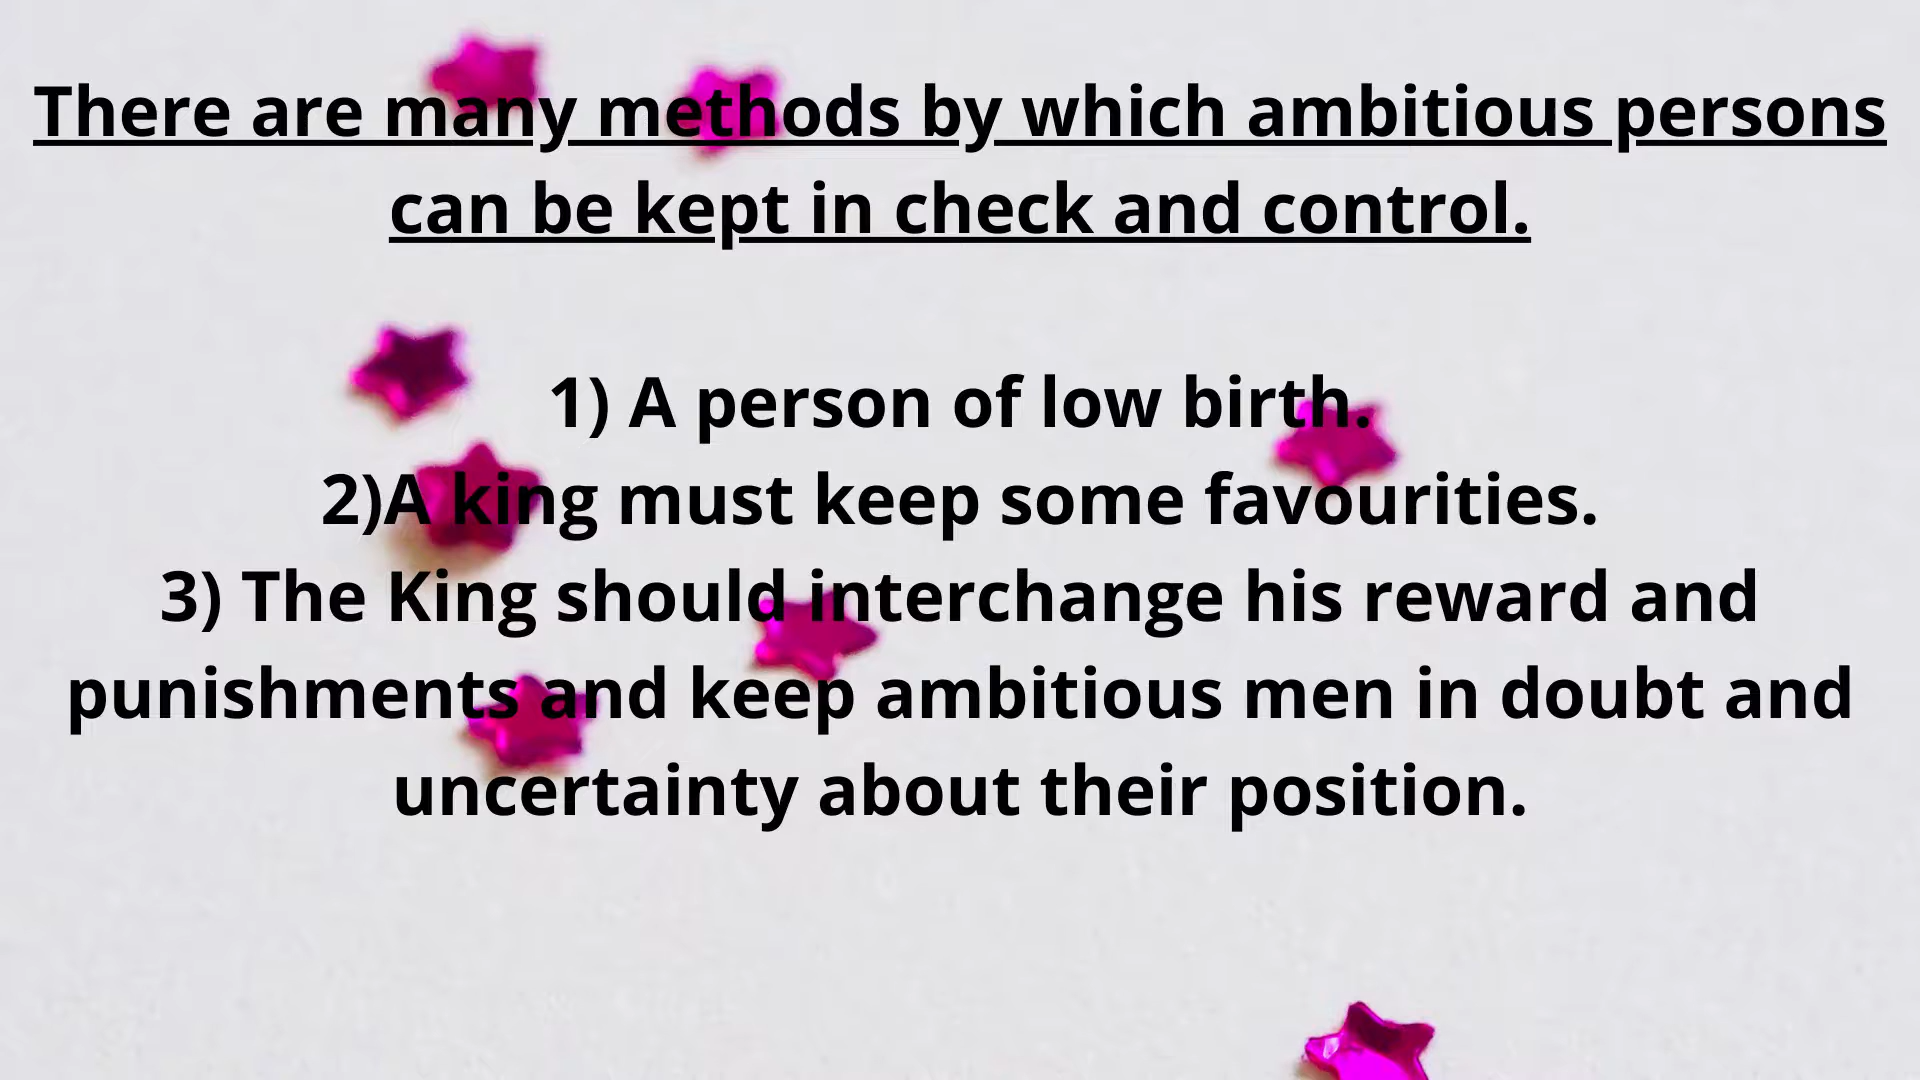 There are many methods by which ambitious persons
can be kept in check and control.
1) A person of low birth.
2)A king must keep some favourities.
3) The King should interchange his reward and
punishments and keep ambitious men in doubt and
uncertainty about their position.